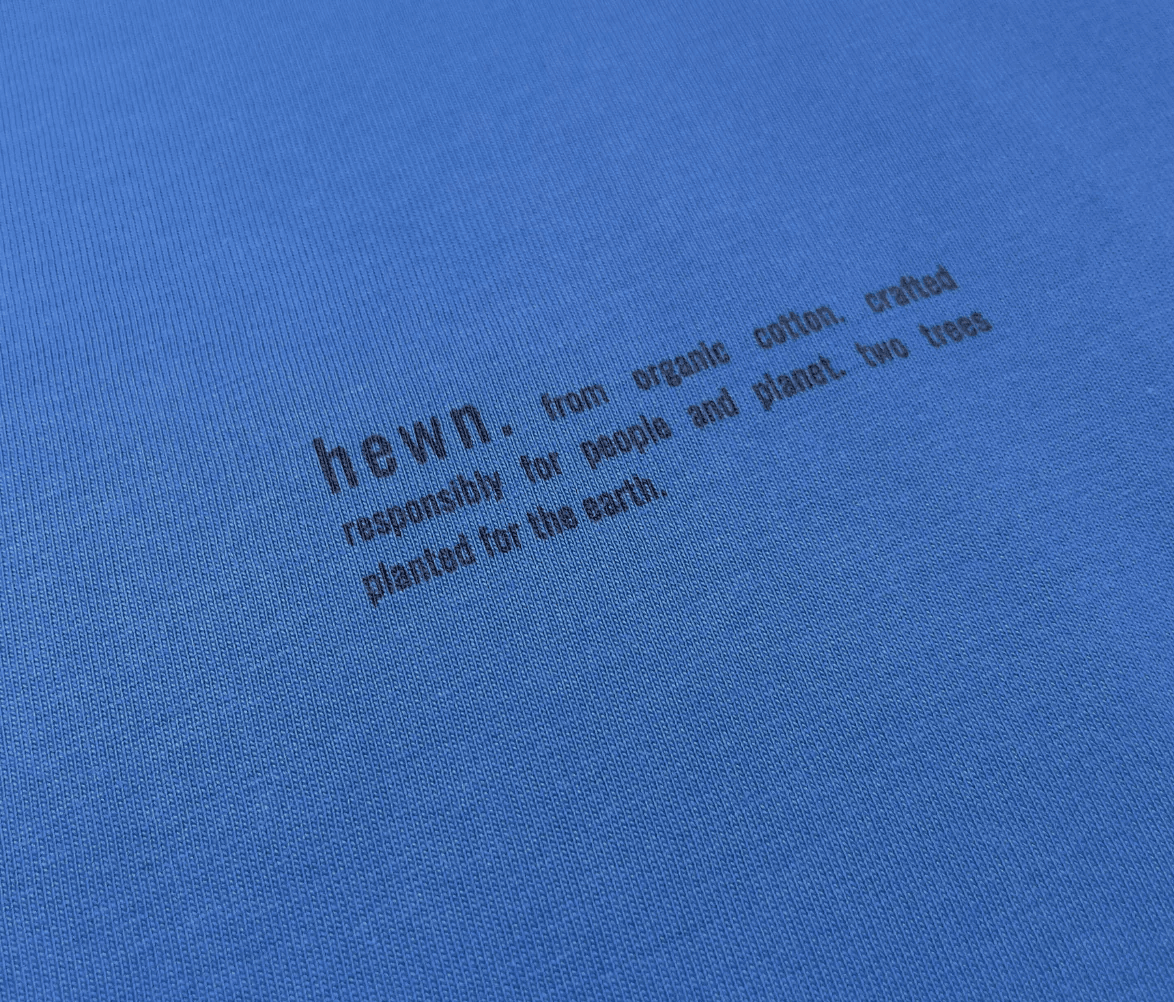 hewn. from organic cotton. crafted
responsibly for people and planet. two trees
planted for the earth.